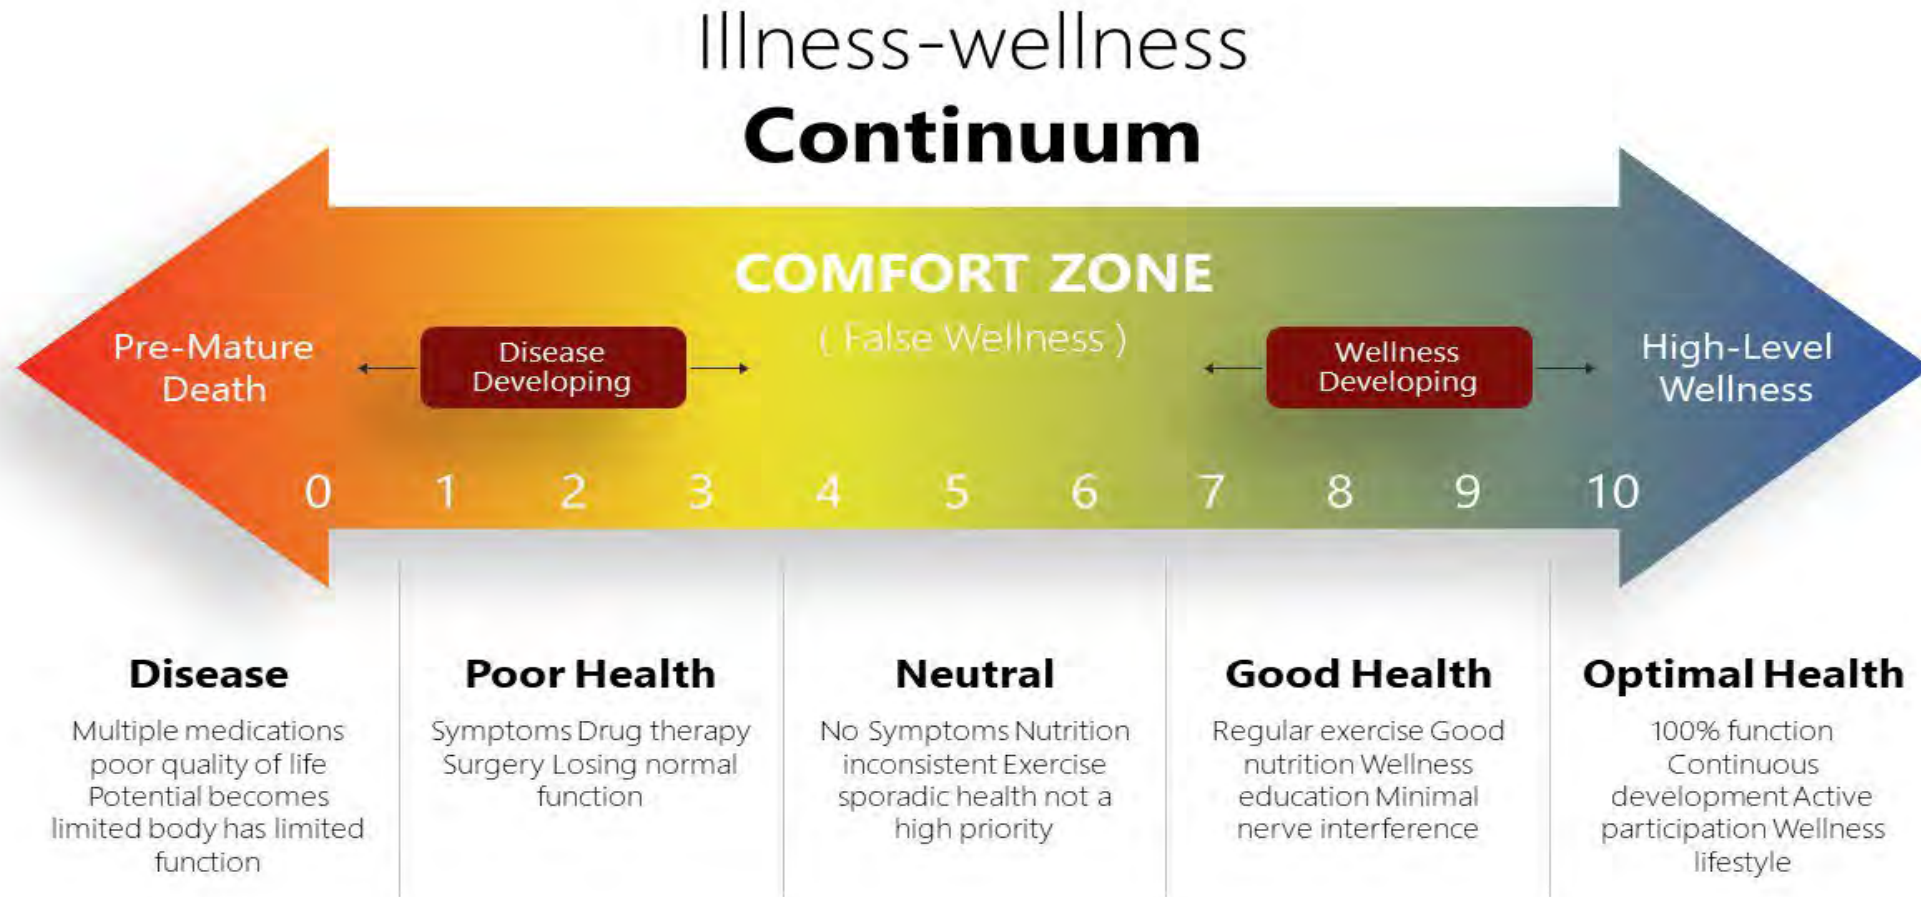 Illness-wellness
Continuum
COMFORT ZONE
( False Wellness )
Pre-Mature
Death
Disease
Developing
Wellness
Developing
High-Level
Wellness
0 1 2 3 4 5 6 7 8 9 10
Disease
Multiple medications
poor quality of life
Potential becomes
limited body has limited
function
Poor Health
Symptoms Drug therapy
Surgery Losing normal
function
Neutral
No Symptoms Nutrition
inconsistent Exercise
sporadic health not a
high priority
Good Health
Regular exercise Good
nutrition Wellness
education Minimal
nerve interference
Optimal Health
100% function
Continuous
development Active
participation Wellness
lifestyle